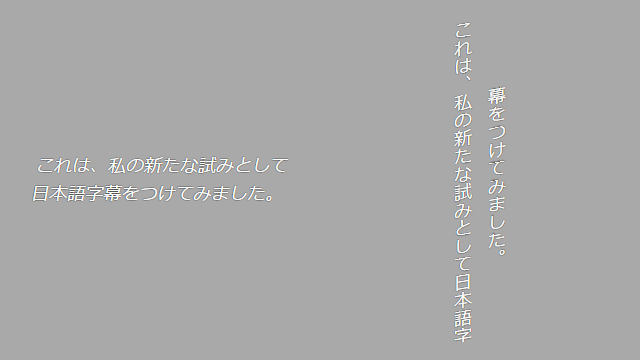 これは、私の新たな試みとして
日本語字幕をつけてみました。
これは、私の新たな試みとして日本語字
幕をつけてみました。